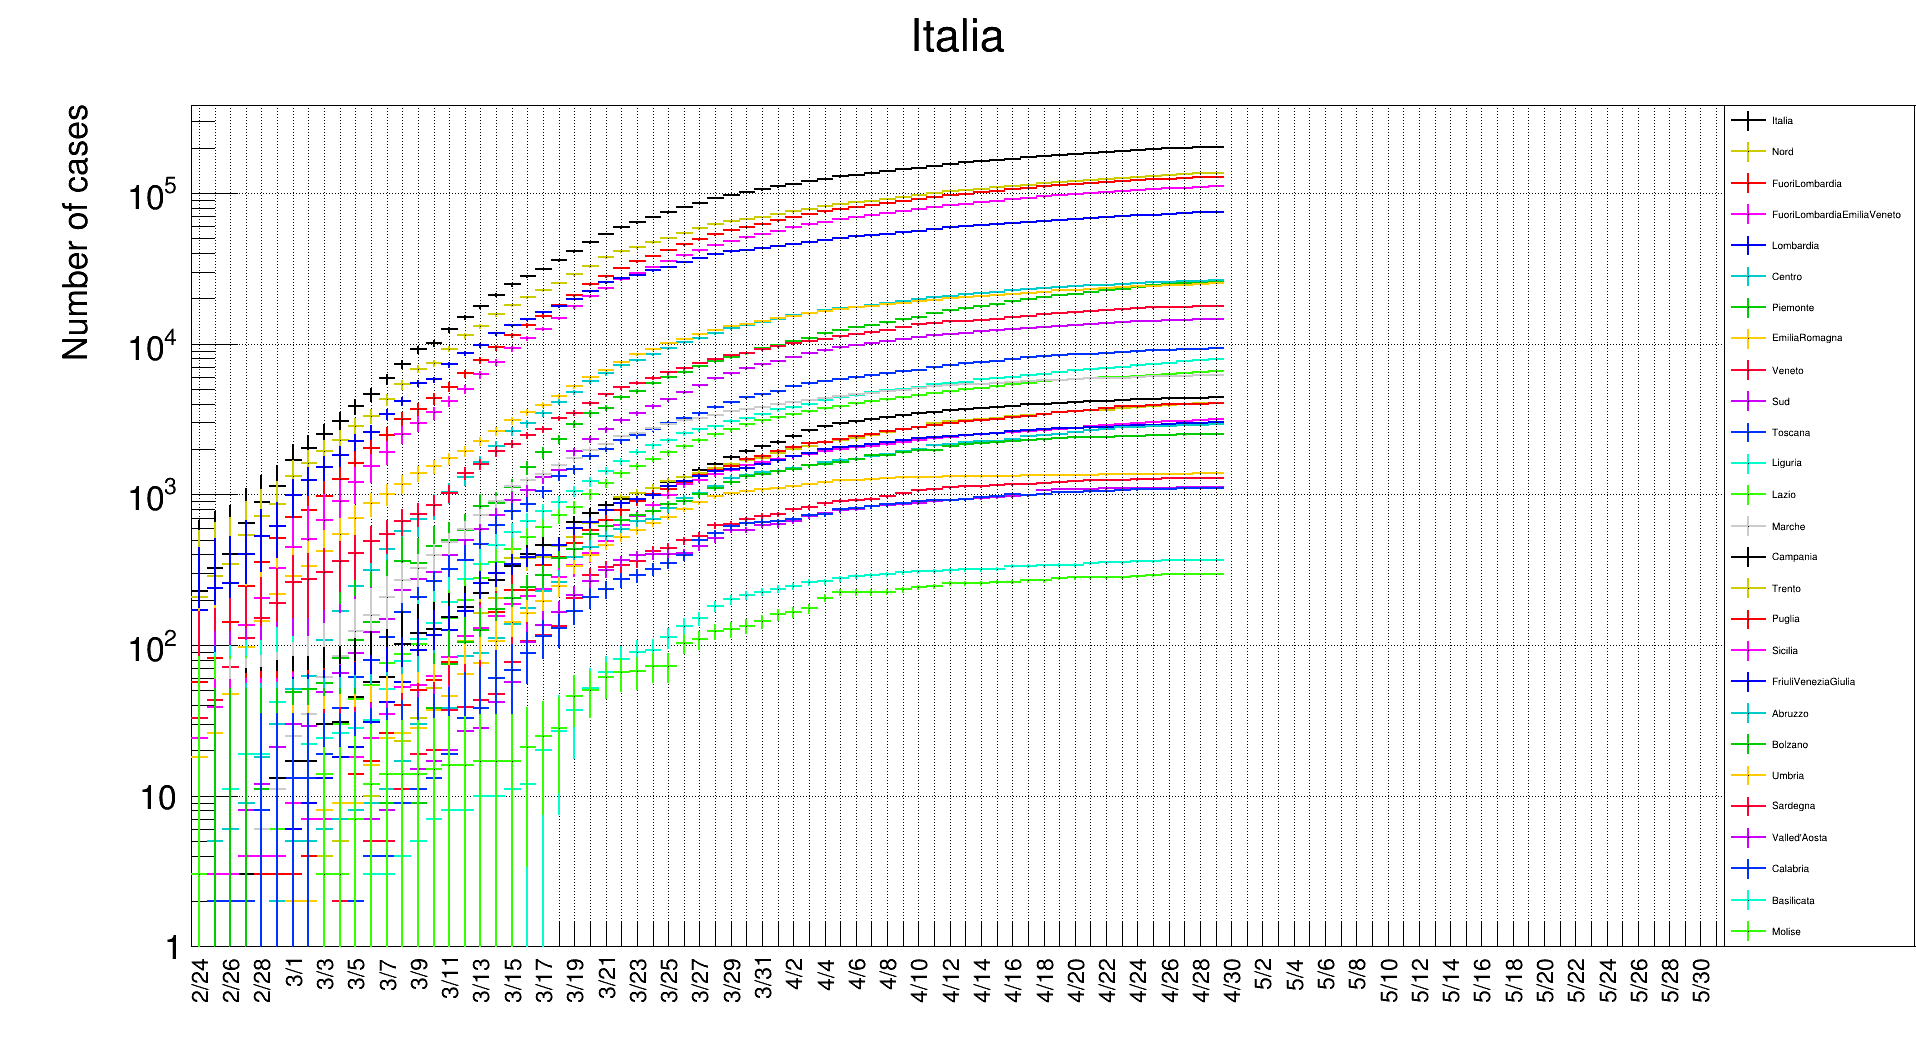 Italia
Number of cases
10^5
10^4
10^3
10^2
10
1
2/24 2/26 2/28 3/1 3/3 3/5 3/7 3/9 3/11 3/13 3/15 3/17 3/19 3/21 3/23 3/25 3/27 3/29 3/31 4/2 4/4 4/6 4/8 4/10 4/12 4/14 4/16 4/18 4/20 4/22 4/24 4/26 4/28 4/30 5/2 5/4 5/6 5/8 5/10 5/12 5/14 5/16 5/18 5/20 5/22 5/24 5/26 5/28 5/30
Italia
Nord
FuoriLombardia
FuoriLombardiaEmiliaVeneto
Lombardia
Centro
Piemonte
EmiliaRomagna
Veneto
Sud
Toscana
Liguria
Lazio
Marche
Campania
Trento
Puglia
Sicilia
FriuliVeneziaGiulia
Abruzzo
Bolzano
Umbria
Sardegna
Valled'Aosta
Calabria
Basilicata
Molise